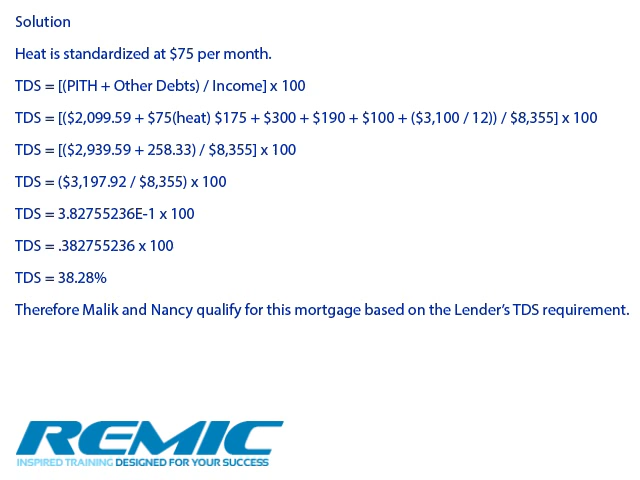 Solution
Heat is standardized at $75 per month.
TDS = [(PITH + Other Debts) / Income] x 100
TDS = [($2,099.59 + $75(heat) $175 + $300 + $190 + $100 + ($3,100 / 12)) / $8,355] x 100
TDS = [($2,939.59 + 258.33) / $8,355] x 100
TDS = ($3,197.92 / $8,355) x 100
TDS = 3.82755236E-1 x 100
TDS = .382755236 x 100
TDS = 38.28%
Therefore Malik and Nancy qualify for this mortgage based on the Lender’s TDS requirement.
REMIC
INSPIRED TRAINING DESIGNED FOR YOUR SUCCESS